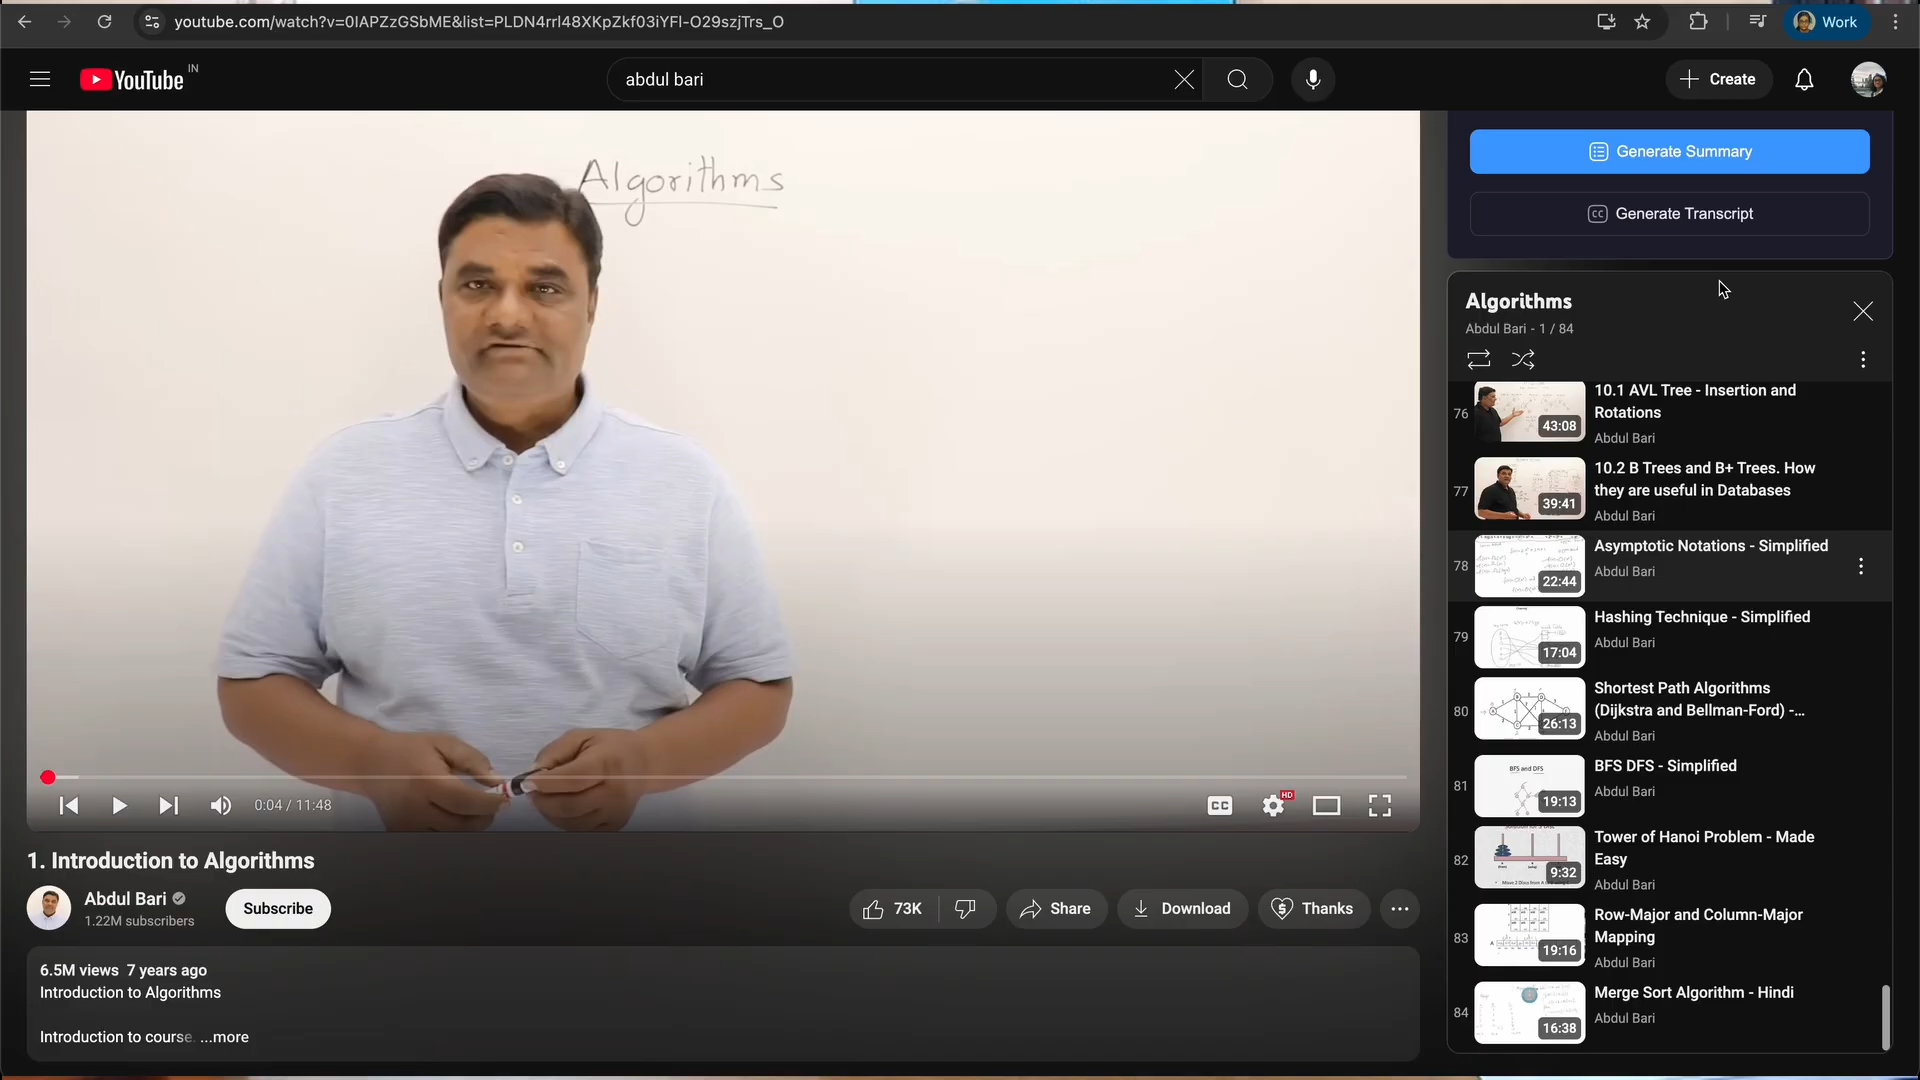 youtube.com/watch?v=0IAPZzGSbME&list=PLDN4rrl48XKpZkf03iYFl-O29szjTrs_O
Work
YouTube IN
abdul bari
Create
Algorithms
HD
0:04 / 11:48
CC
1. Introduction to Algorithms
Abdul Bari
1.22M subscribers
Subscribe
73K
Share
Download
Thanks
6.5M views 7 years ago
Introduction to Algorithms
Introduction to course. ...more
Generate Summary
CC Generate Transcript
Algorithms
Abdul Bari - 1 / 84
76
43:08
10.1 AVL Tree - Insertion and
Rotations
Abdul Bari
77
39:41
10.2 B Trees and B+ Trees. How
they are useful in Databases
Abdul Bari
78
22:44
Asymptotic Notations - Simplified
Abdul Bari
79
17:04
Hashing Technique - Simplified
Abdul Bari
80
26:13
Shortest Path Algorithms
(Dijkstra and Bellman-Ford) -...
Abdul Bari
81
BFS and DFS
19:13
BFS DFS - Simplified
Abdul Bari
82
9:32
Tower of Hanoi Problem - Made
Easy
Abdul Bari
83
19:16
Row-Major and Column-Major
Mapping
Abdul Bari
84
16:38
Merge Sort Algorithm - Hindi
Abdul Bari